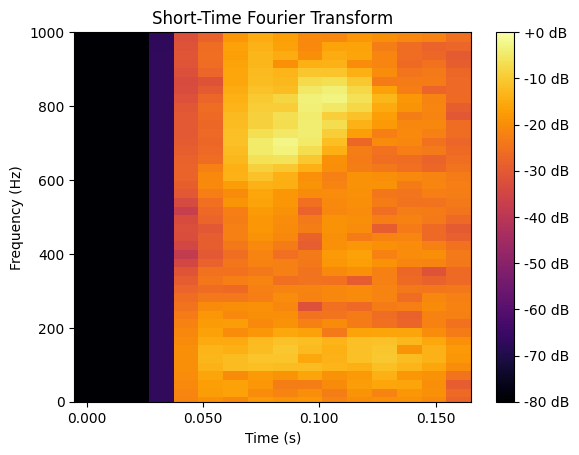 Short-Time Fourier Transform
Frequency (Hz)
1000
800
600
400
200
0
0.000
0.050
0.100
0.150
Time (s)
+0 dB
-10 dB
-20 dB
-30 dB
-40 dB
-50 dB
-60 dB
-70 dB
-80 dB